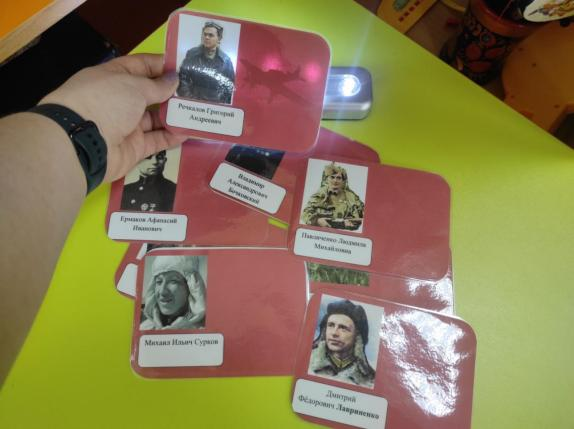 Речкалов Григорий
Андреевич
Владимир
Александрович
Бочковский
Ермаков Афанасий
Иванович
Павличенко Людмила
Михайловна
Михаил Ильич Сурков
Дмитрий
Фёдорович Лавриненко